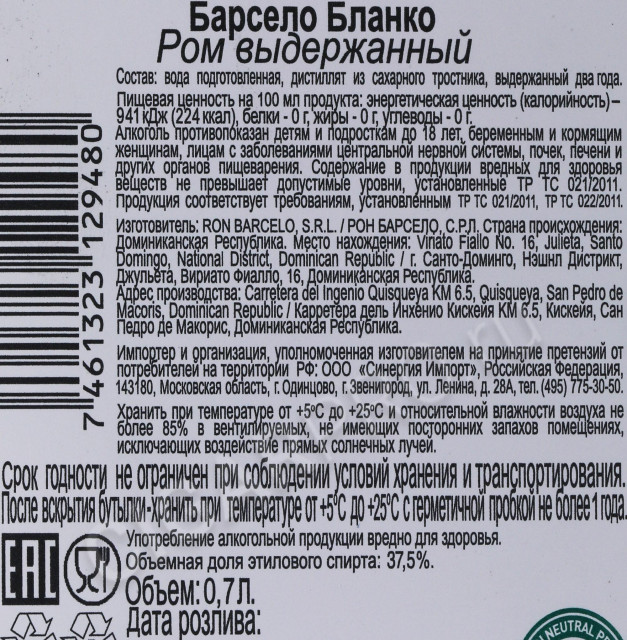 Барсело Бланко
Ром выдержанный
Состав: вода подготовленная, дистиллят из сахарного тростника, выдержанный два года.
Пищевая ценность на 100 мл продукта: энергетическая ценность (калорийность) –
941 кДж (224 ккал), белки - 0 г, жиры - 0 г, углеводы - 0 г.
Алкоголь противопоказан детям и подросткам до 18 лет, беременным и кормящим
женщинам, лицам с заболеваниями центральной нервной системы, почек, печени и
других органов пищеварения. Содержание в продукции вредных для здоровья
веществ не превышает допустимые уровни, установленные ТР ТС 021/2011.
Продукция соответствует требованиям, установленным ТР ТС 021/2011, ТР ТС 022/2011.
Изготовитель: RON BARCELO, S.R.L. / РОН БАРСЕЛО, С.Р.Л. Страна происхождения:
Доминиканская Республика. Место нахождения: Viriato Fiallo No. 16, Julieta, Santo
Domingo, National District, Dominican Republic / г. Санто-Доминго, Нэшнл Дистрикт,
Джульета, Вириато Фиалло, 16, Доминиканская Республика.
Адрес производства: Carretera del Ingenio Quisqueya KM 6.5, Quisqueya, San Pedro de
Macoris, Dominican Republic / Карретера дель Инхенио Кискейя КМ 6.5, Кискейя, Сан
Педро де Макорис, Доминиканская Республика.
Импортер и организация, уполномоченная изготовителем на принятие претензий от
потребителей на территории РФ: ООО «Синергия Импорт», Российская Федерация,
143180, Московская область, г. Одинцово, г. Звенигород, ул. Ленина, д. 28А, тел. (495) 775-30-50.
Хранить при температуре от +5ºС до +25ºС и относительной влажности воздуха не
более 85% в вентилируемых, не имеющих посторонних запахов помещениях,
исключающих воздействие прямых солнечных лучей.
Срок годности не ограничен при соблюдении условий хранения и транспортирования.
После вскрытия бутылки - хранить при температуре от +5ºС до +25ºС с герметичной пробкой не более 1 года.
Употребление алкогольной продукции вредно для здоровья.
Объемная доля этилового спирта: 37,5%.
Объем: 0,7 Л.
Дата розлива:
7 461323 129480
EAC
NEUTRAL PR